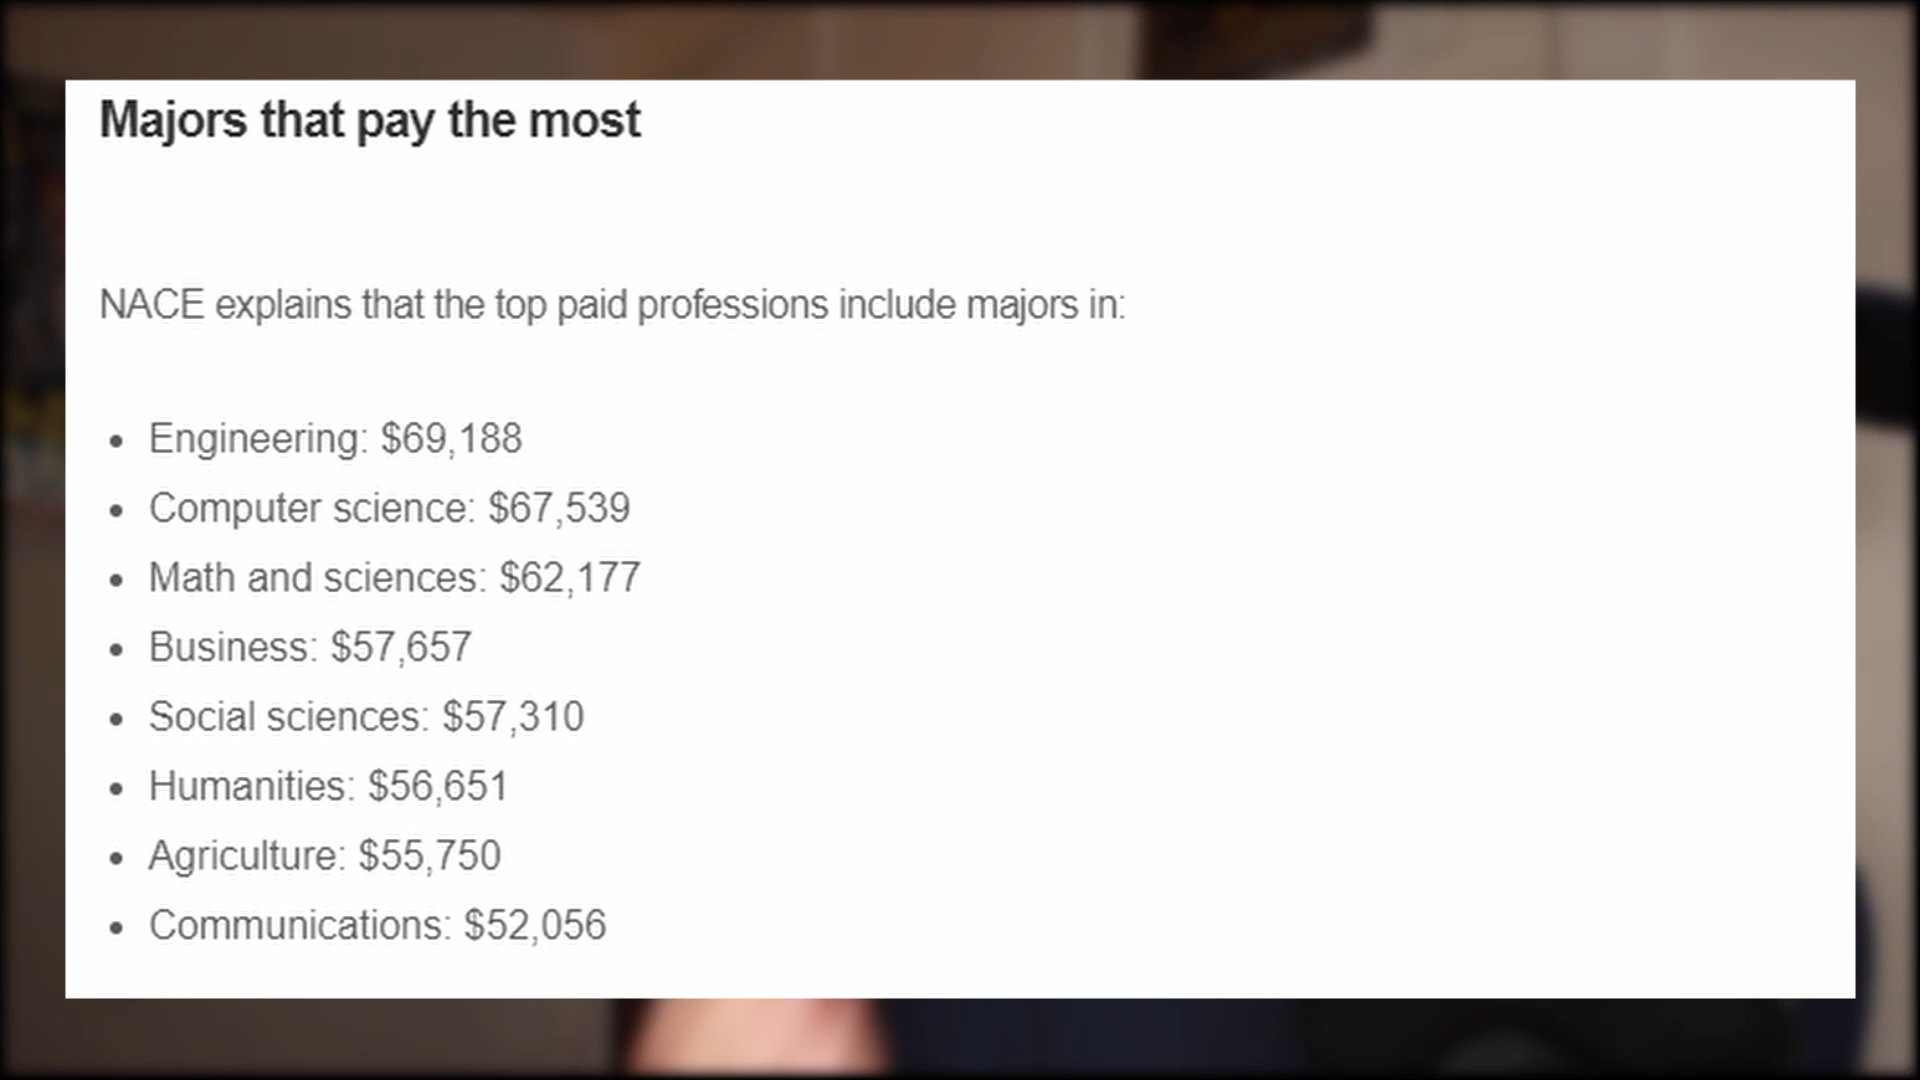 Majors that pay the most
NACE explains that the top paid professions include majors in:
• Engineering: $69,188
• Computer science: $67,539
• Math and sciences: $62,177
• Business: $57,657
• Social sciences: $57,310
• Humanities: $56,651
• Agriculture: $55,750
• Communications: $52,056